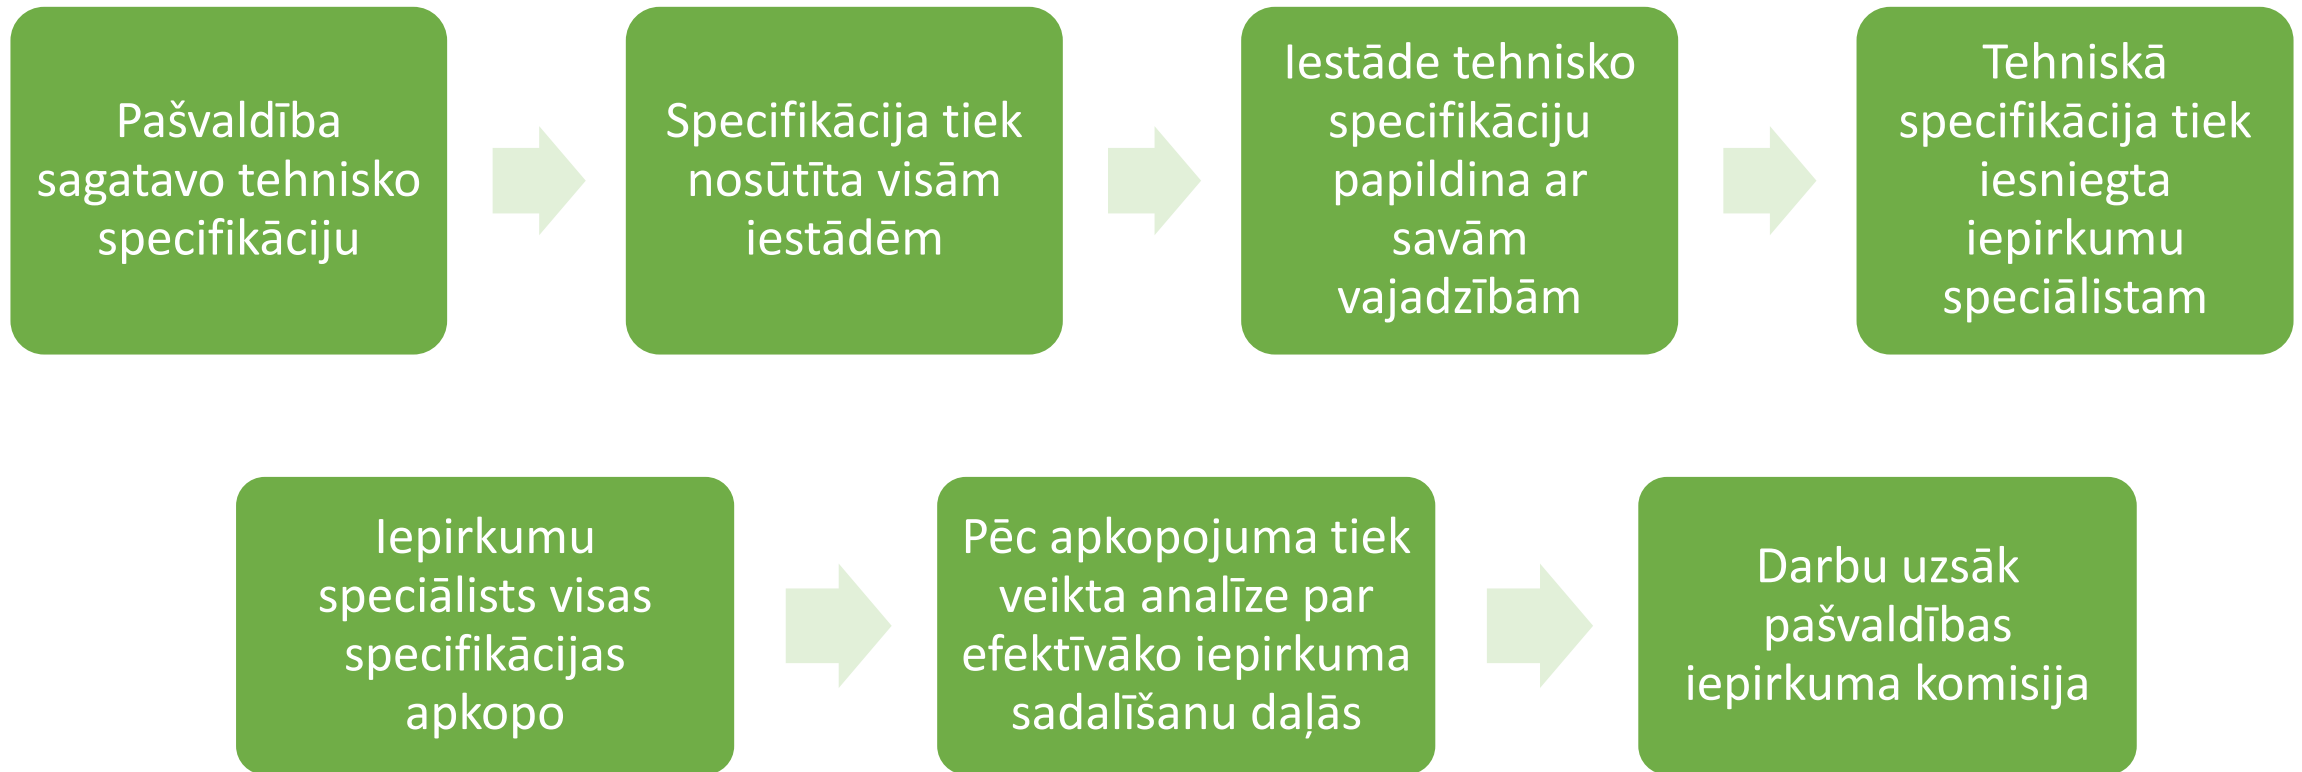 Pašvaldība
sagatavo tehnisko
specifikāciju
Specifikācija tiek
nosūtīta visām
iestādēm
Iestāde tehnisko
specifikāciju
papildina ar
savām
vajadzībām
Tehniskā
specifikācija tiek
iesniegta
iepirkumu
speciālistam
Iepirkumu
speciālists visas
specifikācijas
apkopo
Pēc apkopojuma tiek
veikta analīze par
efektīvāko iepirkuma
sadalīšanu daļās
Darbu uzsāk
pašvaldības
iepirkuma komisija